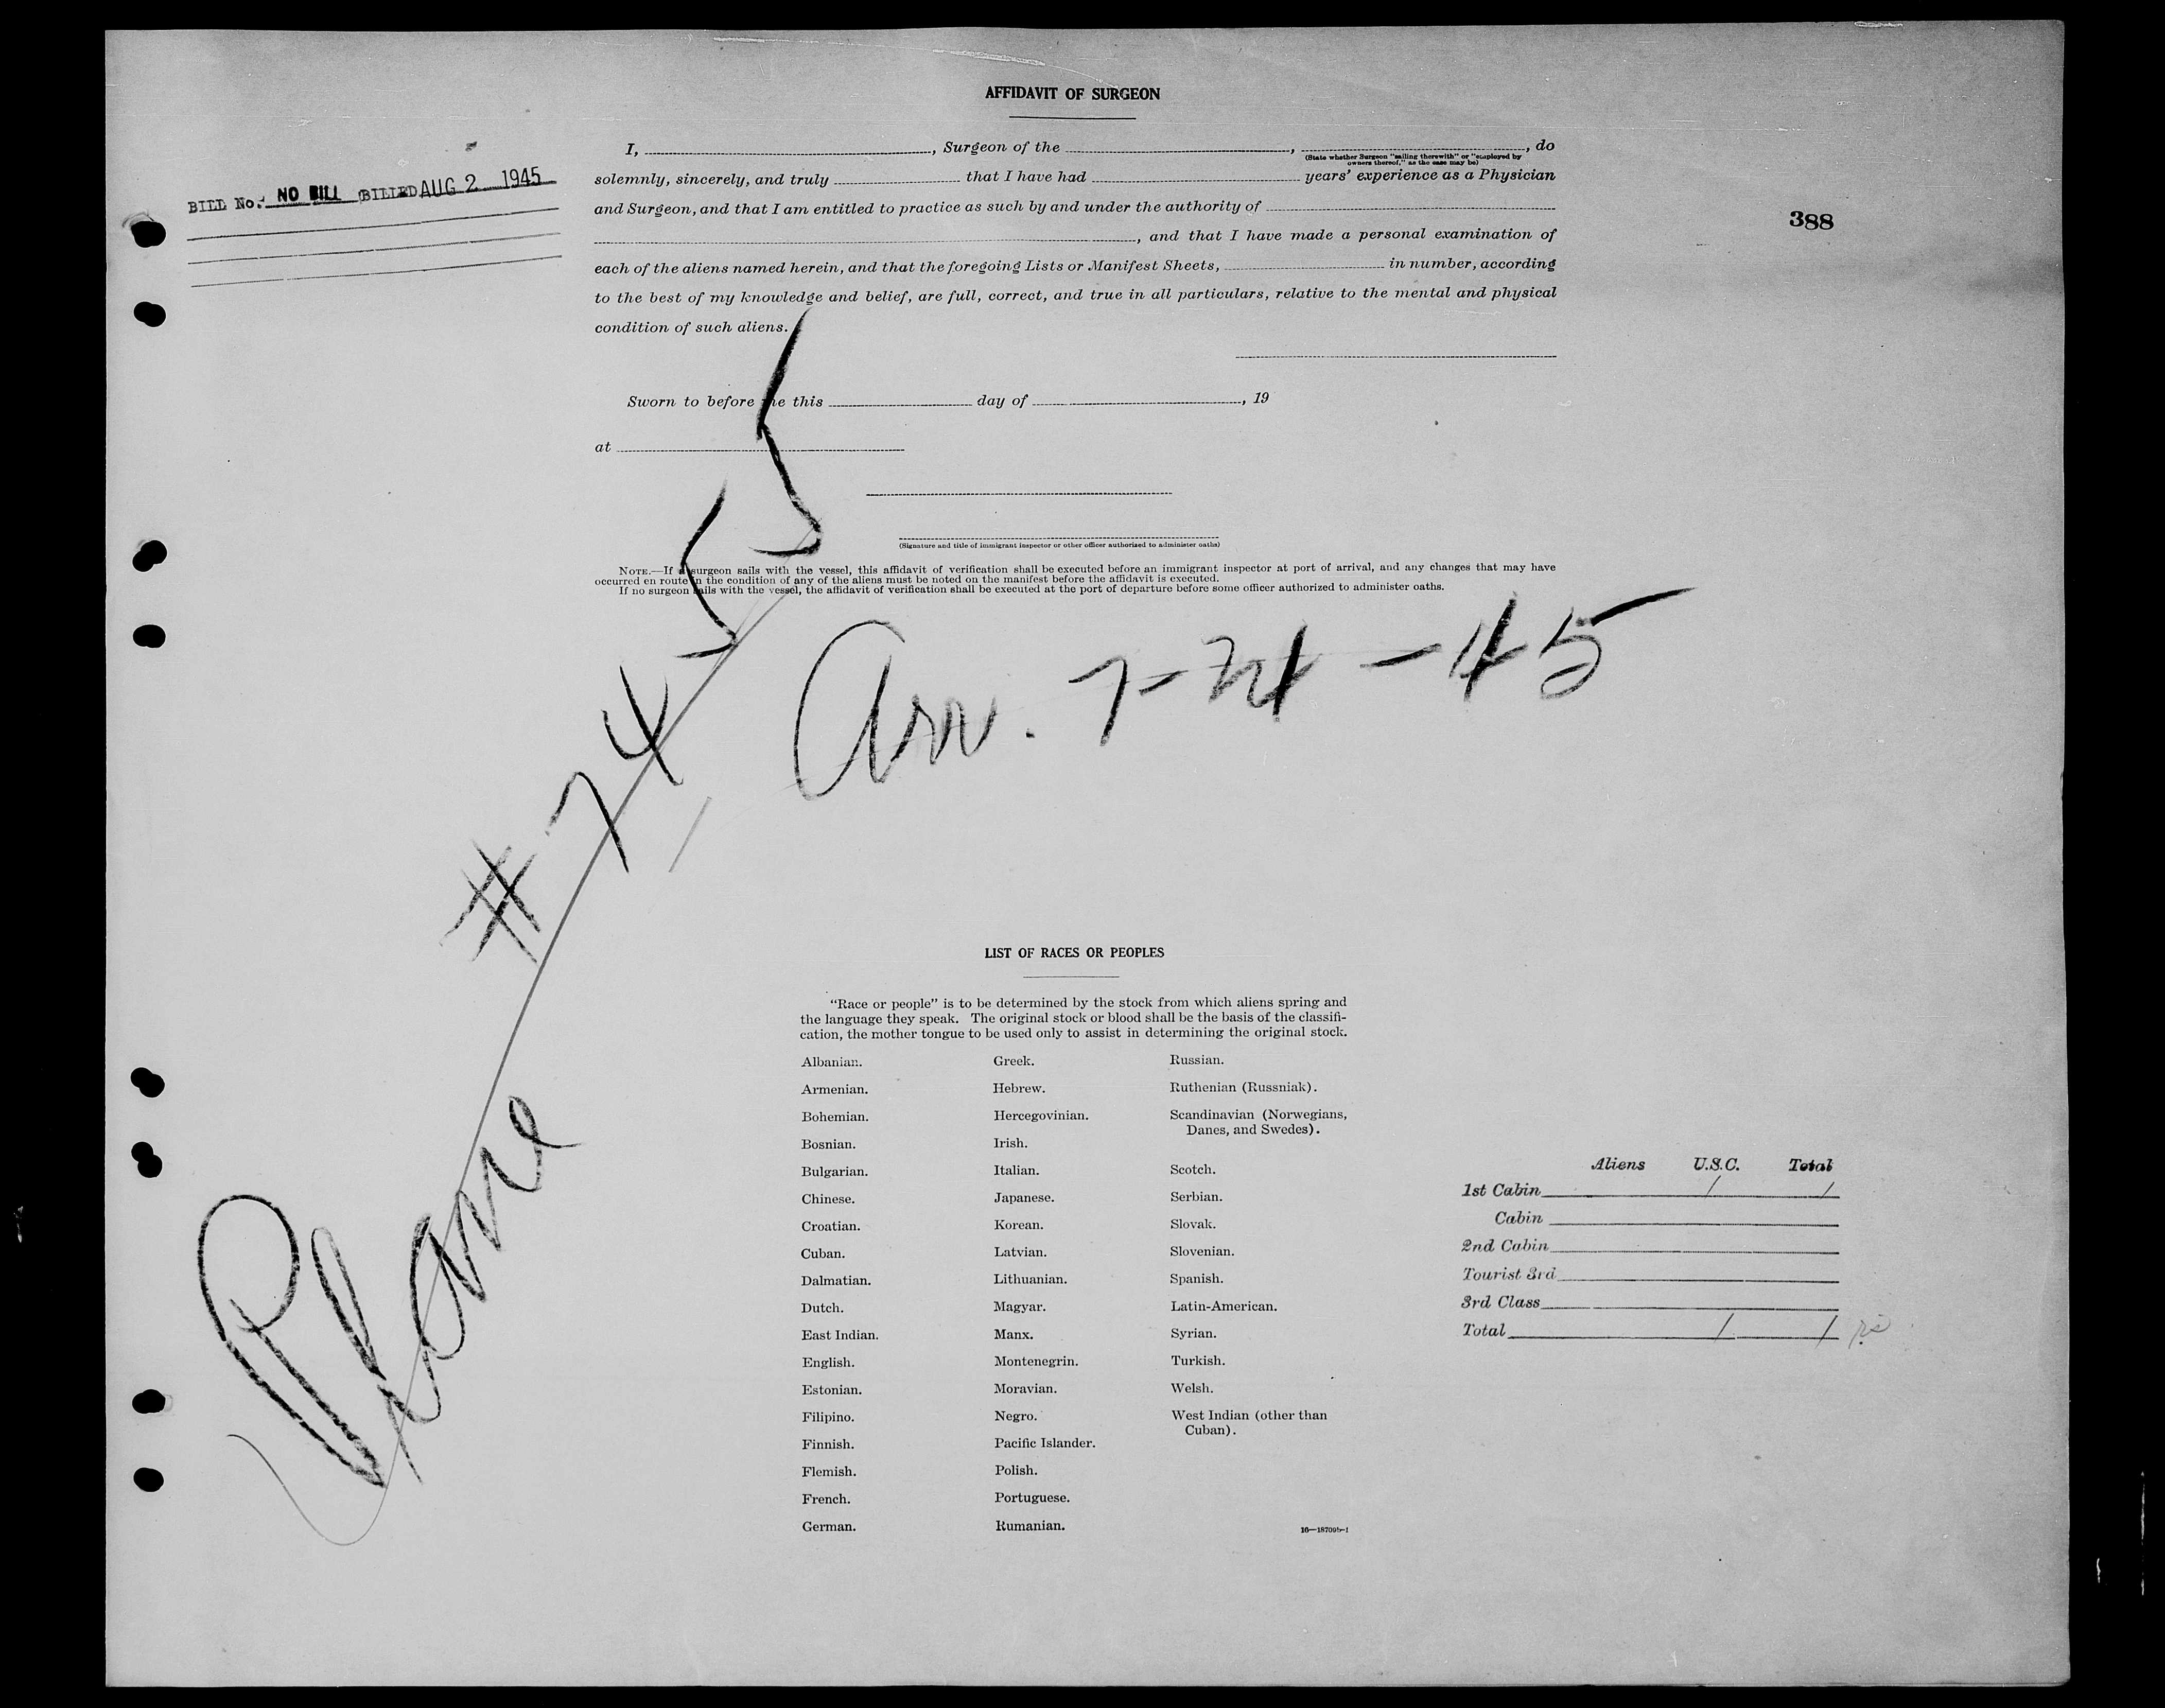 AFFIDAVIT OF SURGEON
I, , Surgeon of the , , do
(State whether Surgeon "sailing therewith" or "employed by
owners thereof," as the case may be)
solemnly, sincerely, and truly that I have had years' experience as a Physician
and Surgeon, and that I am entitled to practice as such by and under the authority of
, and that I have made a personal examination of
each of the aliens named herein, and that the foregoing Lists or Manifest Sheets, in number, according
to the best of my knowledge and belief, are full, correct, and true in all particulars, relative to the mental and physical
condition of such aliens.
BILL No. NO BILL BILLED AUG 2 1945
388
Sworn to before me this day of , 19
at
(Signature and title of immigrant inspector or other officer authorized to administer oaths)
NOTE.—If a surgeon sails with the vessel, this affidavit of verification shall be executed before an immigrant inspector at port of arrival, and any changes that may have
occurred en route in the condition of any of the aliens must be noted on the manifest before the affidavit is executed.
If no surgeon sails with the vessel, the affidavit of verification shall be executed at the port of departure before some officer authorized to administer oaths.
Plane # 7455
Arr. 7-24-45
LIST OF RACES OR PEOPLES
"Race or people" is to be determined by the stock from which aliens spring and
the language they speak. The original stock or blood shall be the basis of the classifi-
cation, the mother tongue to be used only to assist in determining the original stock.
Albanian.
Armenian.
Bohemian.
Bosnian.
Bulgarian.
Chinese.
Croatian.
Cuban.
Dalmatian.
Dutch.
East Indian.
English.
Estonian.
Filipino.
Finnish.
Flemish.
French.
German.
Greek.
Hebrew.
Hercegovinian.
Irish.
Italian.
Japanese.
Korean.
Latvian.
Lithuanian.
Magyar.
Manx.
Montenegrin.
Moravian.
Negro.
Pacific Islander.
Polish.
Portuguese.
Rumanian.
Russian.
Ruthenian (Russniak).
Scandinavian (Norwegians,
Danes, and Swedes).
Scotch.
Serbian.
Slovak.
Slovenian.
Spanish.
Latin-American.
Syrian.
Turkish.
Welsh.
West Indian (other than
Cuban).
Aliens U.S.C. Total
1st Cabin 1 1
Cabin
2nd Cabin
Tourist 3rd
3rd Class
Total 1 1